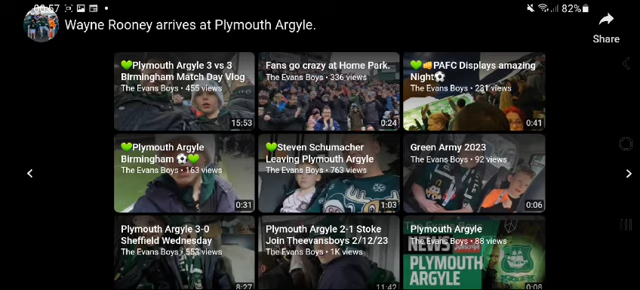 00:57
82%
Wayne Rooney arrives at Plymouth Argyle.
Share
💚Plymouth Argyle 3 vs 3
Birmingham Match Day Vlog
The Evans Boys • 455 views
15:53
Fans go crazy at Home Park.
The Evans Boys • 336 views
0:24
💚📣PAFC Displays amazing
Night⚽
The Evans Boys • 231 views
0:41
💚Plymouth Argyle
Birmingham ⚽💚
The Evans Boys • 163 views
0:31
💚Steven Schumacher
Leaving Plymouth Argyle
The Evans Boys • 763 views
1:03
Green Army 2023
The Evans Boys • 92 views
0:06
Plymouth Argyle 3-0
Sheffield Wednesday
The Evans Boys • 553 views
8:27
Plymouth Argyle 2-1 Stoke
Join Theevansboys 2/12/23
The Evans Boys • 1K views
11:42
Plymouth Argyle
The Evans Boys • 88 views
NEWS
PLYMOUTH
ARGYLE
0:08